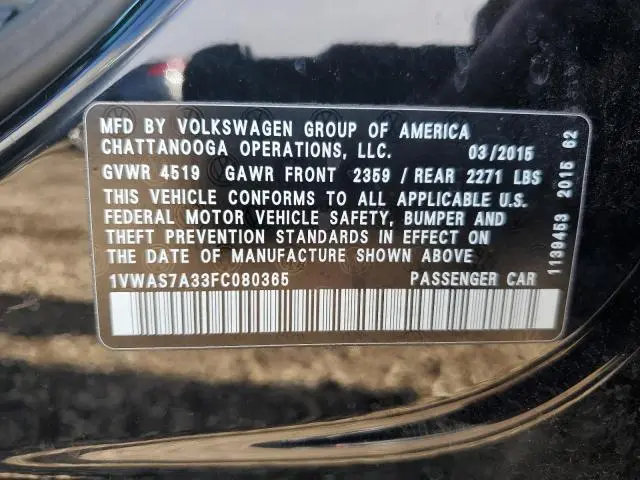 MFD BY VOLKSWAGEN GROUP OF AMERICA
CHATTANOOGA OPERATIONS, LLC. 03/2015
GVWR 4519 GAWR FRONT 2359 / REAR 2271 LBS
THIS VEHICLE CONFORMS TO ALL APPLICABLE U.S.
FEDERAL MOTOR VEHICLE SAFETY, BUMPER AND
THEFT PREVENTION STANDARDS IN EFFECT ON
THE DATE OF MANUFACTURE SHOWN ABOVE
1VWAS7A33FC080365 PASSENGER CAR
1139453 2015 62